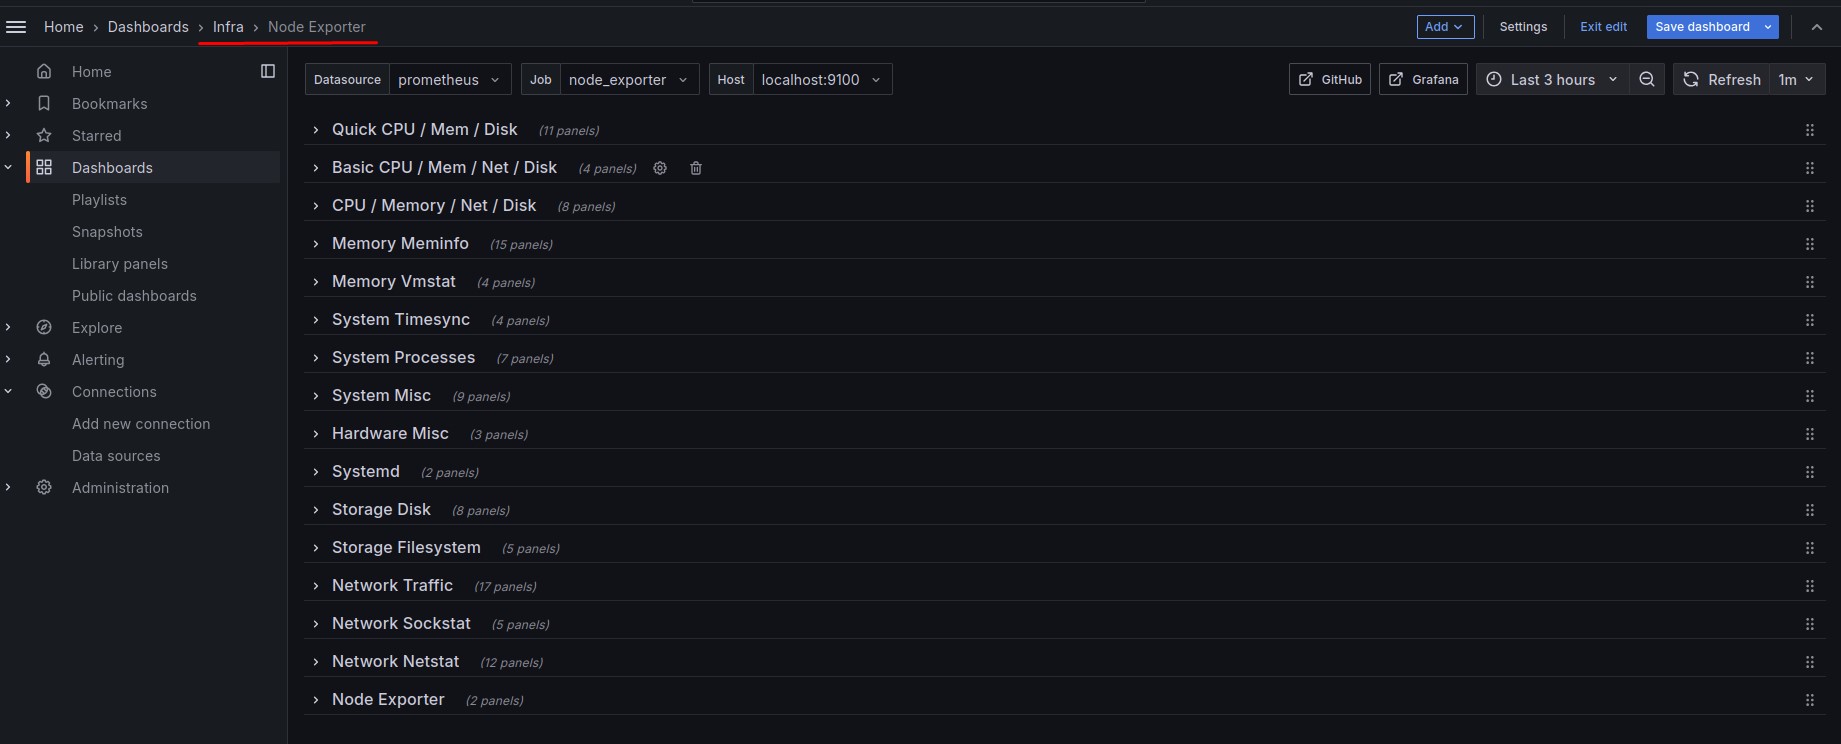 Home › Dashboards › Infra › Node Exporter
Add
Settings
Exit edit
Save dashboard
Home
Bookmarks
Starred
Dashboards
Playlists
Snapshots
Library panels
Public dashboards
Explore
Alerting
Connections
Add new connection
Data sources
Administration
Datasource prometheus
Job node_exporter
Host localhost:9100
GitHub
Grafana
Last 3 hours
Refresh 1m
Quick CPU / Mem / Disk (11 panels)
Basic CPU / Mem / Net / Disk (4 panels)
CPU / Memory / Net / Disk (8 panels)
Memory Meminfo (15 panels)
Memory Vmstat (4 panels)
System Timesync (4 panels)
System Processes (7 panels)
System Misc (9 panels)
Hardware Misc (3 panels)
Systemd (2 panels)
Storage Disk (8 panels)
Storage Filesystem (5 panels)
Network Traffic (17 panels)
Network Sockstat (5 panels)
Network Netstat (12 panels)
Node Exporter (2 panels)